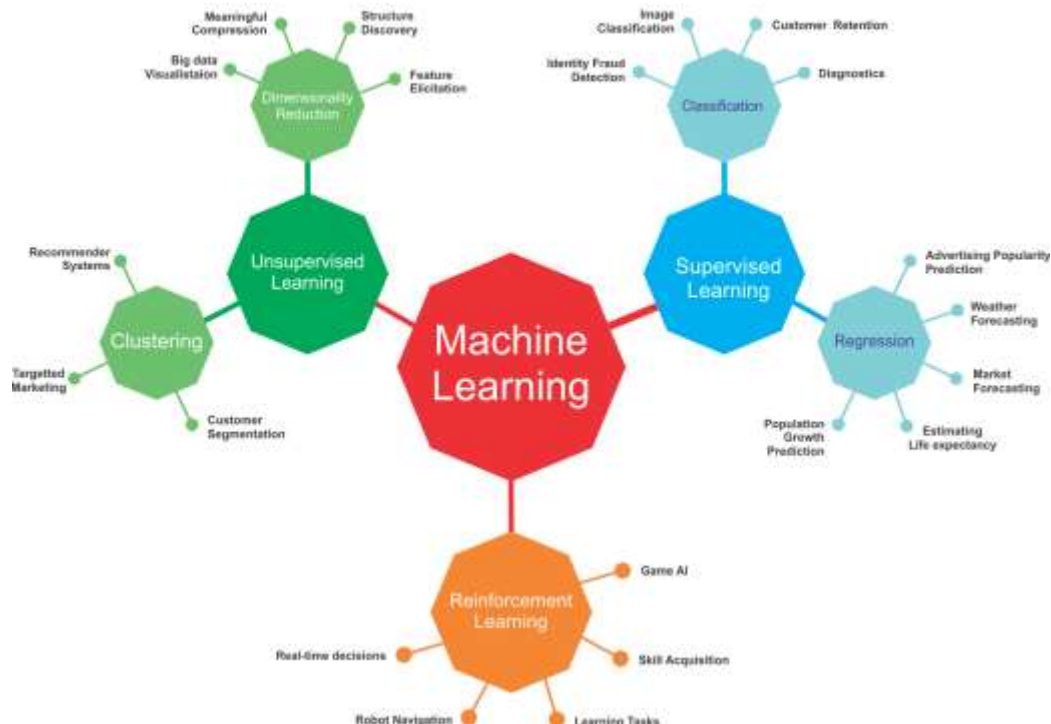 Meaningful
Compression
Structure
Discovery
Big data
Visualistaion
Feature
Elicitation
Dimensionality
Reduction
Image
Classification
Customer Retention
Identity Fraud
Detection
Diagnostics
Classification
Unsupervised
Learning
Supervised
Learning
Recommender
Systems
Clustering
Targetted
Marketing
Customer
Segmentation
Machine
Learning
Advertising Popularity
Prediction
Weather
Forecasting
Regression
Market
Forecasting
Population
Growth
Prediction
Estimating
Life expectancy
Reinforcement
Learning
Game AI
Real-time decisions
Skill Acquisition
Robot Navigation
Learning Tasks